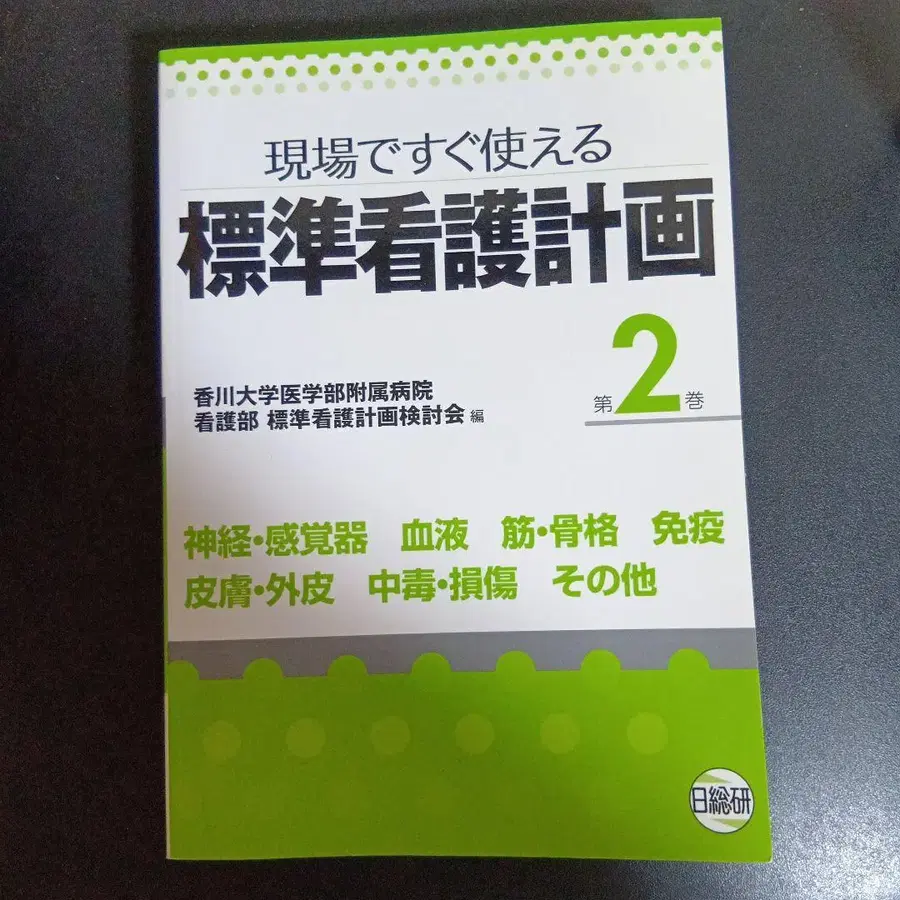 現場ですぐ使える
標準看護計画
第2巻
香川大学医学部附属病院
看護部 標準看護計画検討会 編
神経・感覚器 血液 筋・骨格 免疫
皮膚・外皮 中毒・損傷 その他
日総研